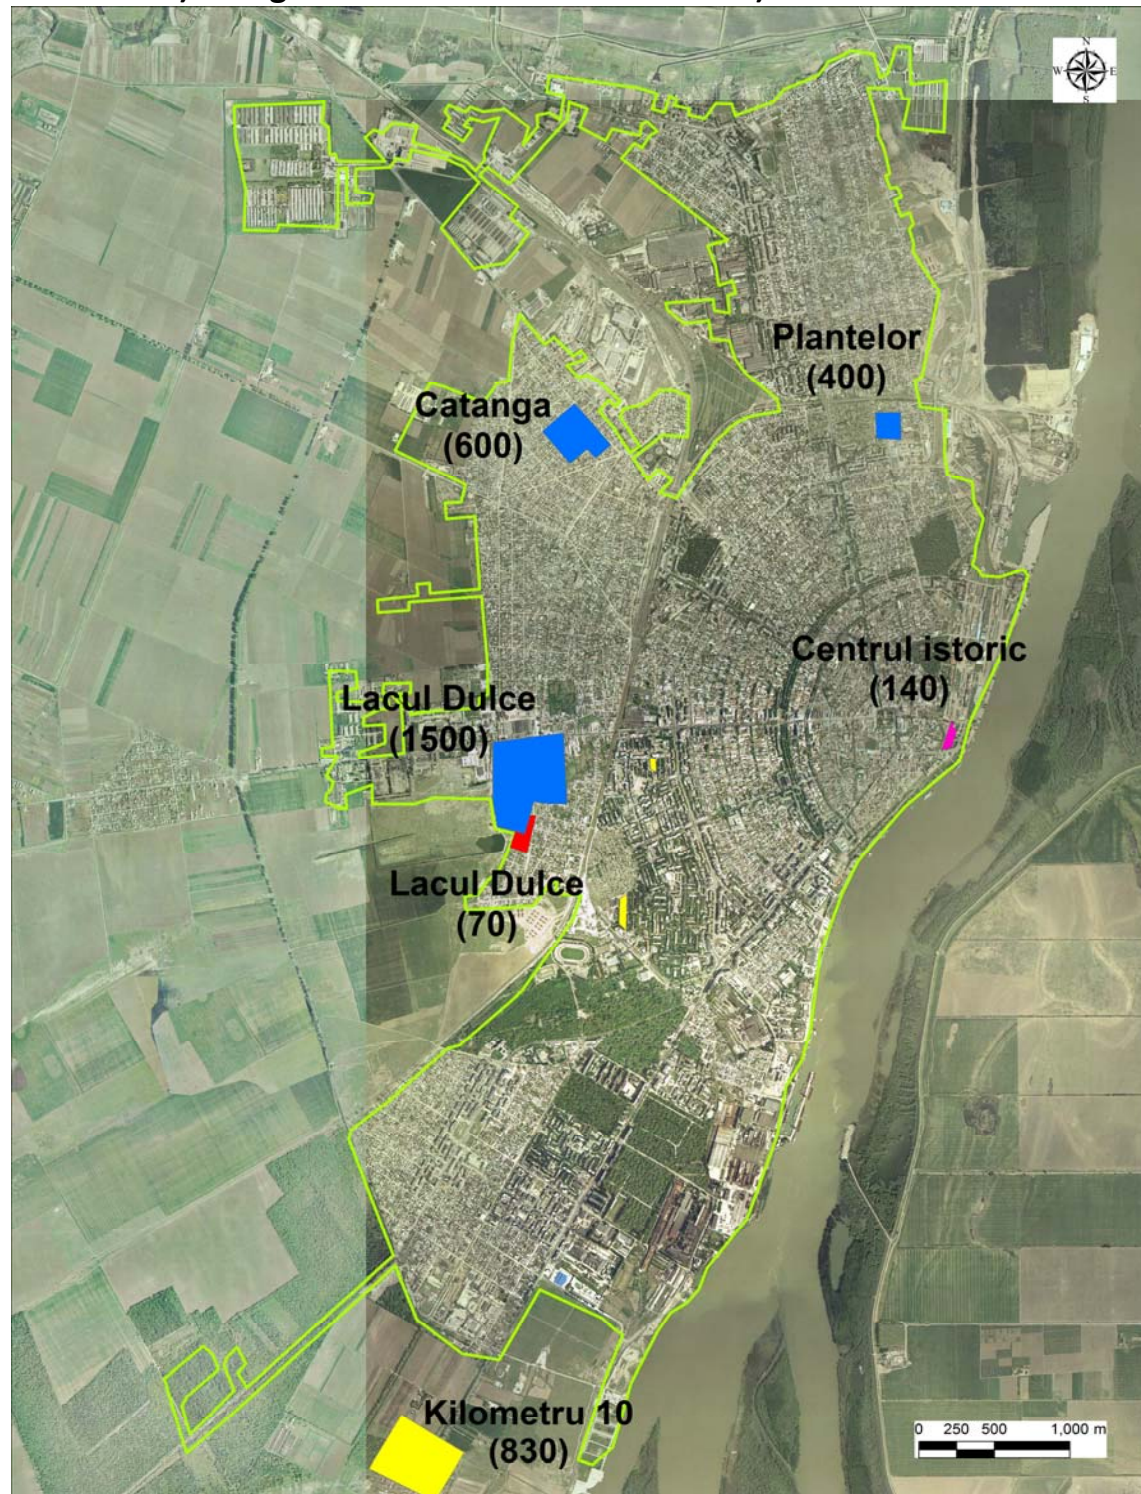 N
W E
S
Plantelor
(400)
Catanga
(600)
Centrul istoric
(140)
Lacul Dulce
(1500)
Lacul Dulce
(70)
Kilometru 10
(830)
0 250 500 1,000 m